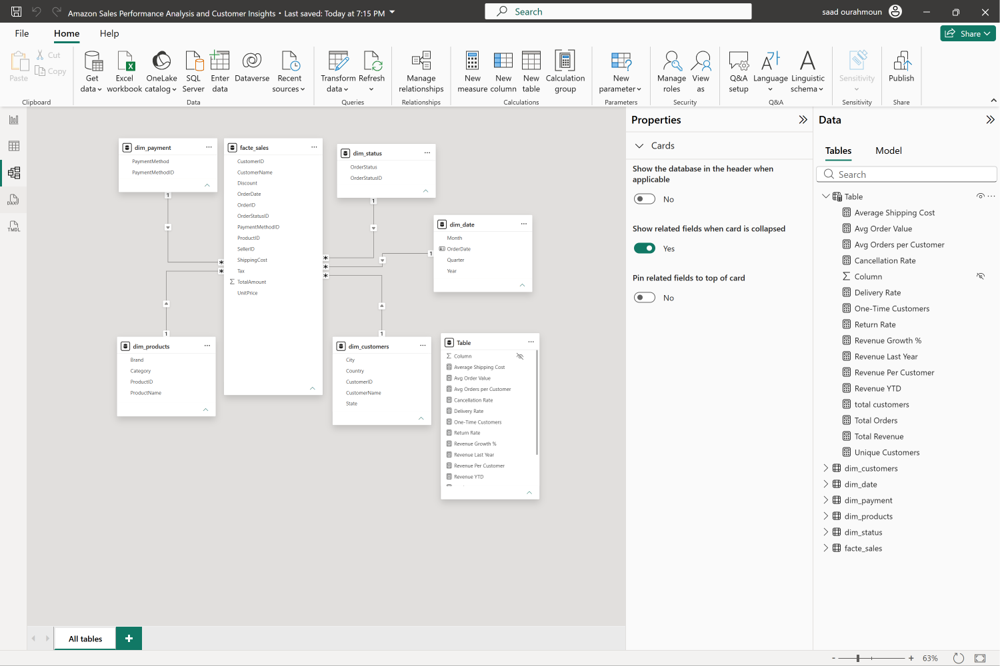 Amazon Sales Performance Analysis and Customer Insights • Last saved: Today at 7:15 PM
Search
saad ourahmoun
File
Home
Help
Share
Paste
Cut
Copy
Clipboard
Get data
Excel workbook
OneLake catalog
SQL Server
Enter data
Dataverse
Recent sources
Data
Transform data
Refresh
Queries
Manage relationships
Relationships
New measure
New column
New table
Calculation group
Calculations
New parameter
Parameters
Manage roles
View as
Security
Q&A setup
Language
Linguistic schema
Q&A
Sensitivity
Sensitivity
Publish
Share
DAX
TMDL
dim_payment
PaymentMethod
PaymentMethodID
1
facte_sales
CustomerID
CustomerName
Discount
OrderDate
OrderID
OrderStatusID
PaymentMethodID
ProductID
SellerID
ShippingCost
Tax
TotalAmount
UnitPrice
*
*
*
*
*
dim_status
OrderStatus
OrderStatusID
1
dim_date
Month
OrderDate
Quarter
Year
1
dim_products
Brand
Category
ProductID
ProductName
1
dim_customers
City
Country
CustomerID
CustomerName
State
1
Table
Column
Average Shipping Cost
Avg Order Value
Avg Orders per Customer
Cancellation Rate
Delivery Rate
One-Time Customers
Return Rate
Revenue Growth %
Revenue Last Year
Revenue Per Customer
Revenue YTD
Properties
Cards
Show the database in the header when
applicable
No
Show related fields when card is collapsed
Yes
Pin related fields to top of card
No
Data
Tables
Model
Search
Table
Average Shipping Cost
Avg Order Value
Avg Orders per Customer
Cancellation Rate
Column
Delivery Rate
One-Time Customers
Return Rate
Revenue Growth %
Revenue Last Year
Revenue Per Customer
Revenue YTD
total customers
Total Orders
Total Revenue
Unique Customers
dim_customers
dim_date
dim_payment
dim_products
dim_status
facte_sales
All tables
+
- + 63%